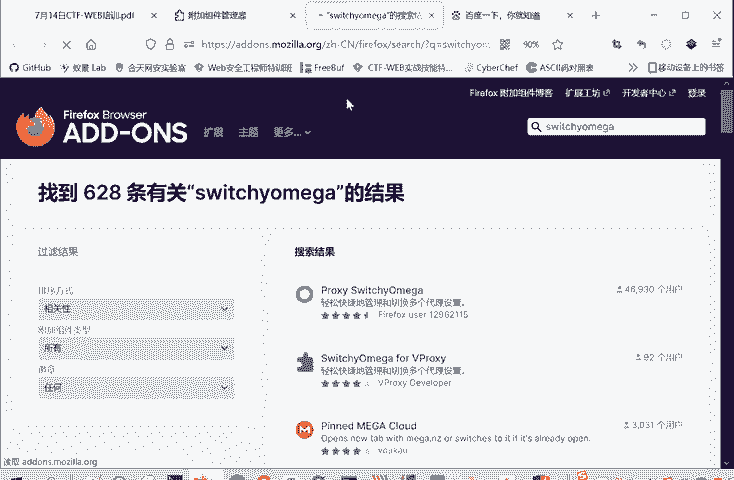 7月14日CTF-WEB培训.pdf
附加组件管理器
"switchyomega"的搜索结
百度一下，你就知道
https://addons.mozilla.org/zh-CN/firefox/search/?q=switchyo
90%
GitHub
蚁景 Lab
合天网安实验室
Web安全工程师特训班
FreeBuf
CTF-WEB实战技能特...
CyberChef
ASCII码对照表
移动设备上的书签
Firefox 附加组件博客
扩展工坊
开发者中心
登录
Firefox Browser
ADD-ONS
扩展
主题
更多...
switchyomega
找到 628 条有关“switchyomega”的结果
过滤结果
排序方式
相关性
附加组件类型
所有
徽章
任何
搜索结果
Proxy SwitchyOmega
46,930 个用户
轻松快捷地管理和切换多个代理设置。
Firefox user 12962115
SwitchyOmega for VProxy
92 个用户
轻松快捷地管理和切换多个代理设置。
VProxy Developer
Pinned MEGA Cloud
3,031 个用户
Opens new tab with mega.nz or switches to it if it's already open.
读取 addons.mozilla.org